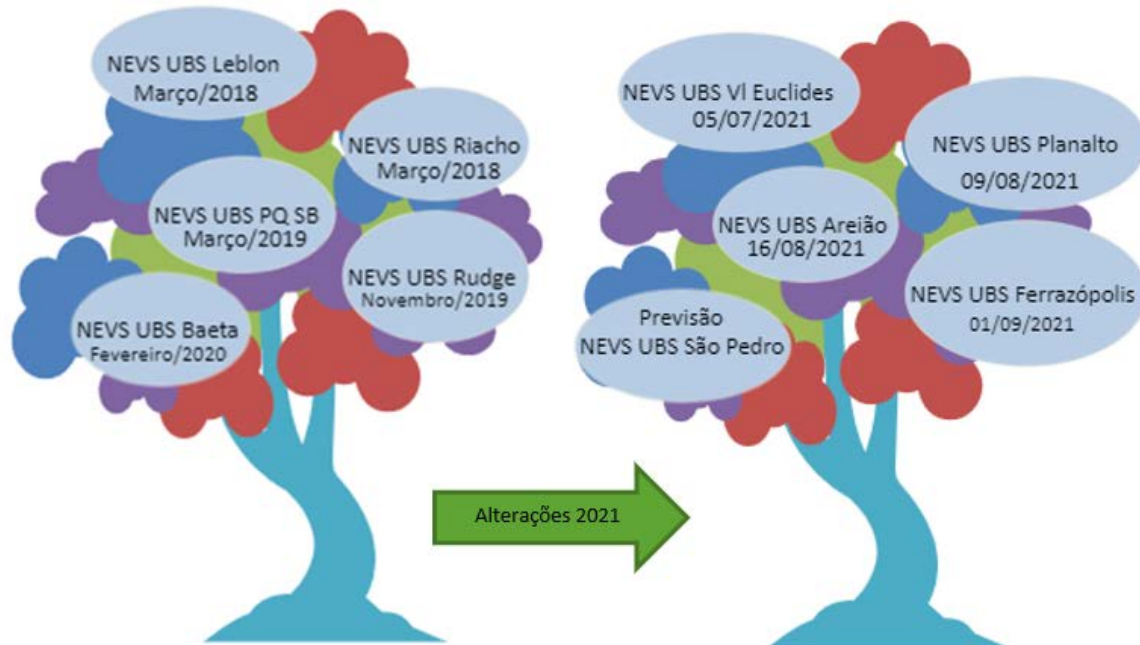 NEVS UBS Leblon
Março/2018
NEVS UBS Riacho
Março/2018
NEVS UBS PQ SB
Março/2019
NEVS UBS Rudge
Novembro/2019
NEVS UBS Baeta
Fevereiro/2020
Alterações 2021
NEVS UBS Vl Euclides
05/07/2021
NEVS UBS Planalto
09/08/2021
NEVS UBS Areião
16/08/2021
NEVS UBS Ferrazópolis
01/09/2021
Previsão
NEVS UBS São Pedro